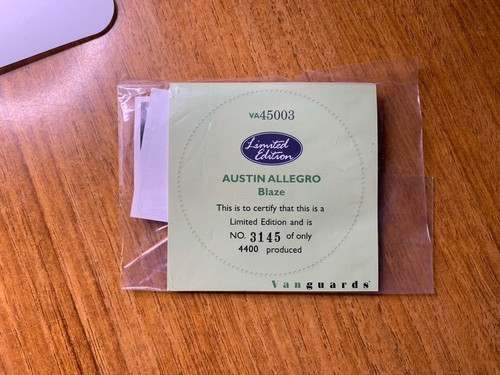 VA45003
Limited
Edition
AUSTIN ALLEGRO
Blaze
This is to certify that this is a
Limited Edition and is
NO. 3145 of only
4400 produced
Vanguards